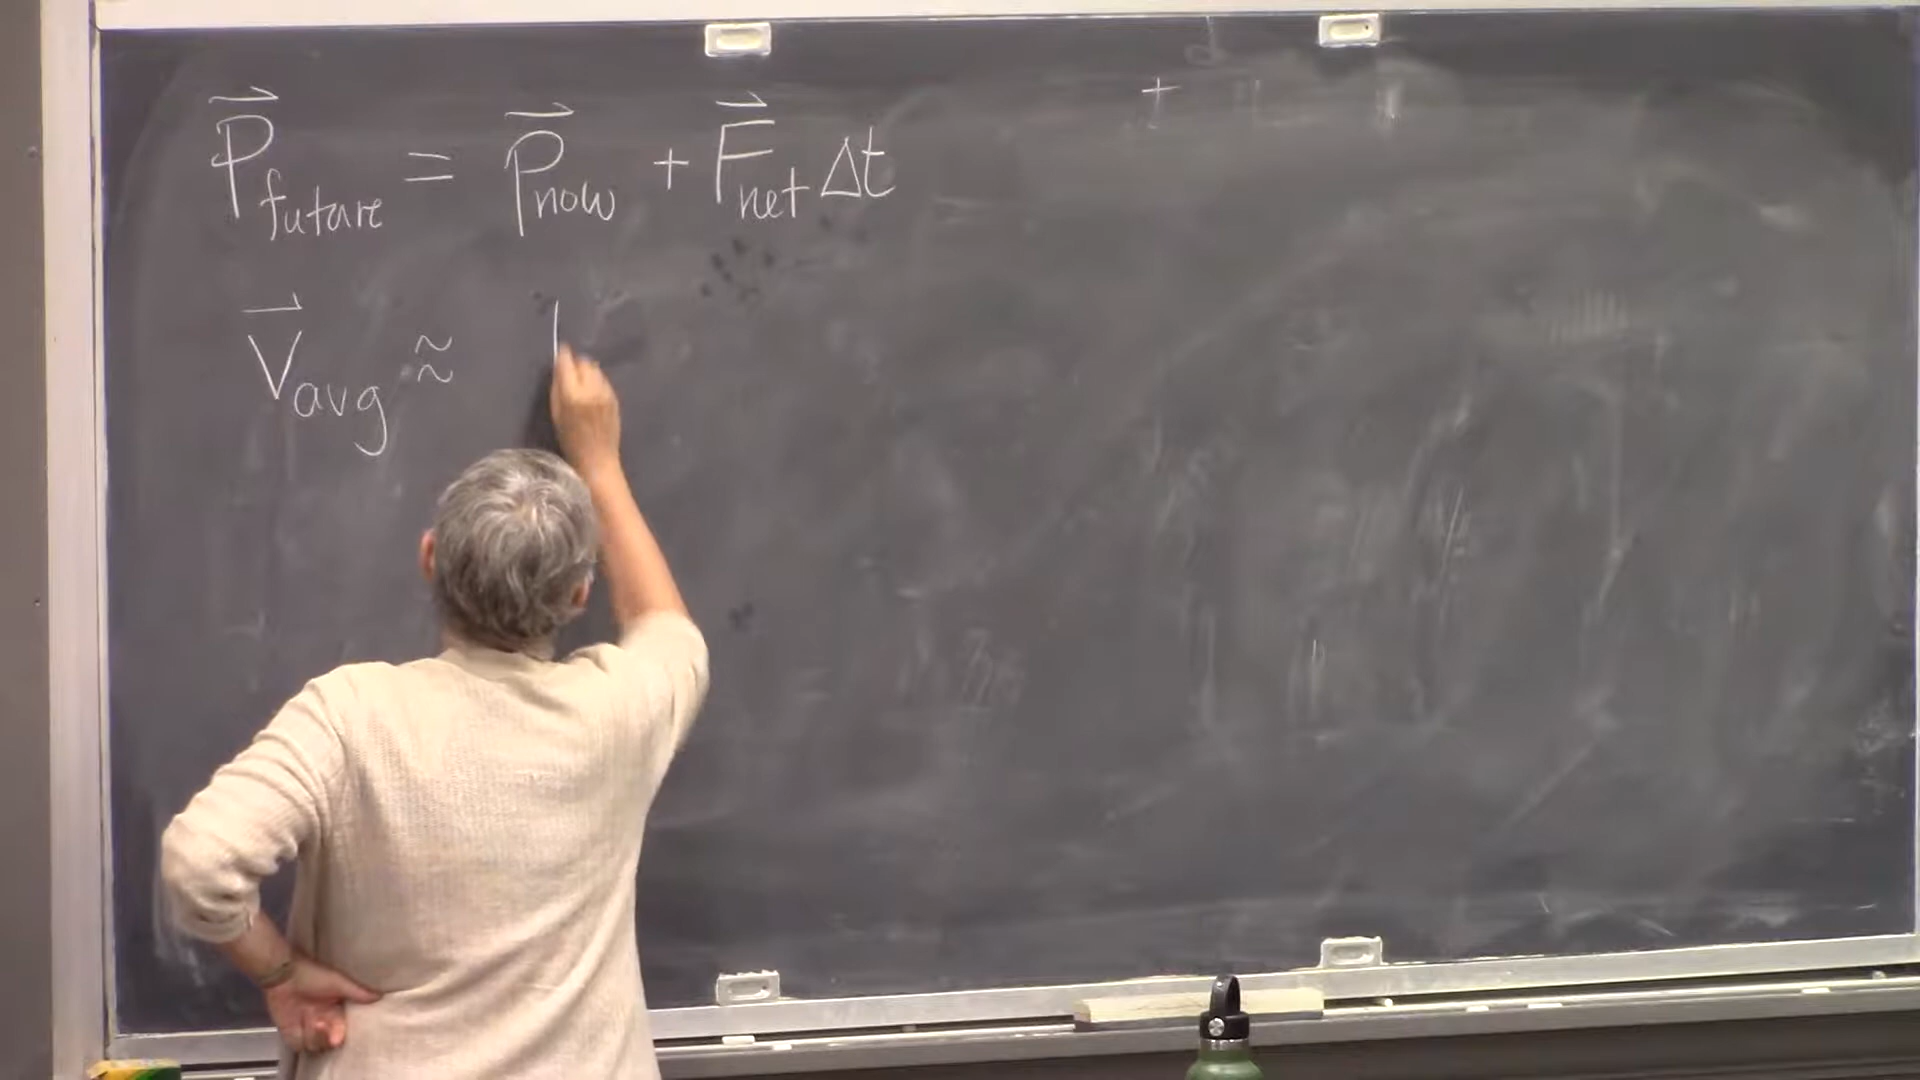 P⃗future = p⃗now + F⃗net Δt
V⃗avg ≈